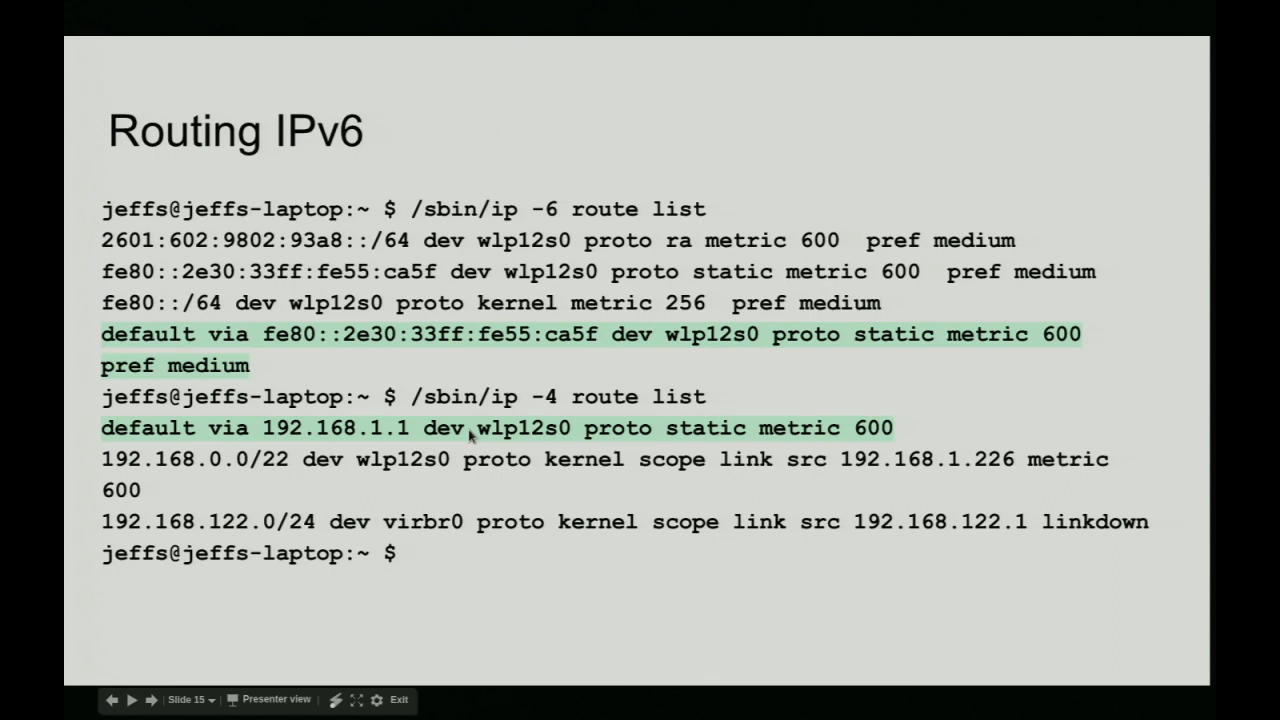 Routing IPv6
jeffs@jeffs-laptop:~ $ /sbin/ip -6 route list
2601:602:9802:93a8::/64 dev wlp12s0 proto ra metric 600  pref medium
fe80::2e30:33ff:fe55:ca5f dev wlp12s0 proto static metric 600  pref medium
fe80::/64 dev wlp12s0 proto kernel metric 256  pref medium
default via fe80::2e30:33ff:fe55:ca5f dev wlp12s0 proto static metric 600
pref medium
jeffs@jeffs-laptop:~ $ /sbin/ip -4 route list
default via 192.168.1.1 dev wlp12s0 proto static metric 600
192.168.0.0/22 dev wlp12s0 proto kernel scope link src 192.168.1.226 metric
600
192.168.122.0/24 dev virbr0 proto kernel scope link src 192.168.122.1 linkdown
jeffs@jeffs-laptop:~ $
Slide 15 Presenter view Exit